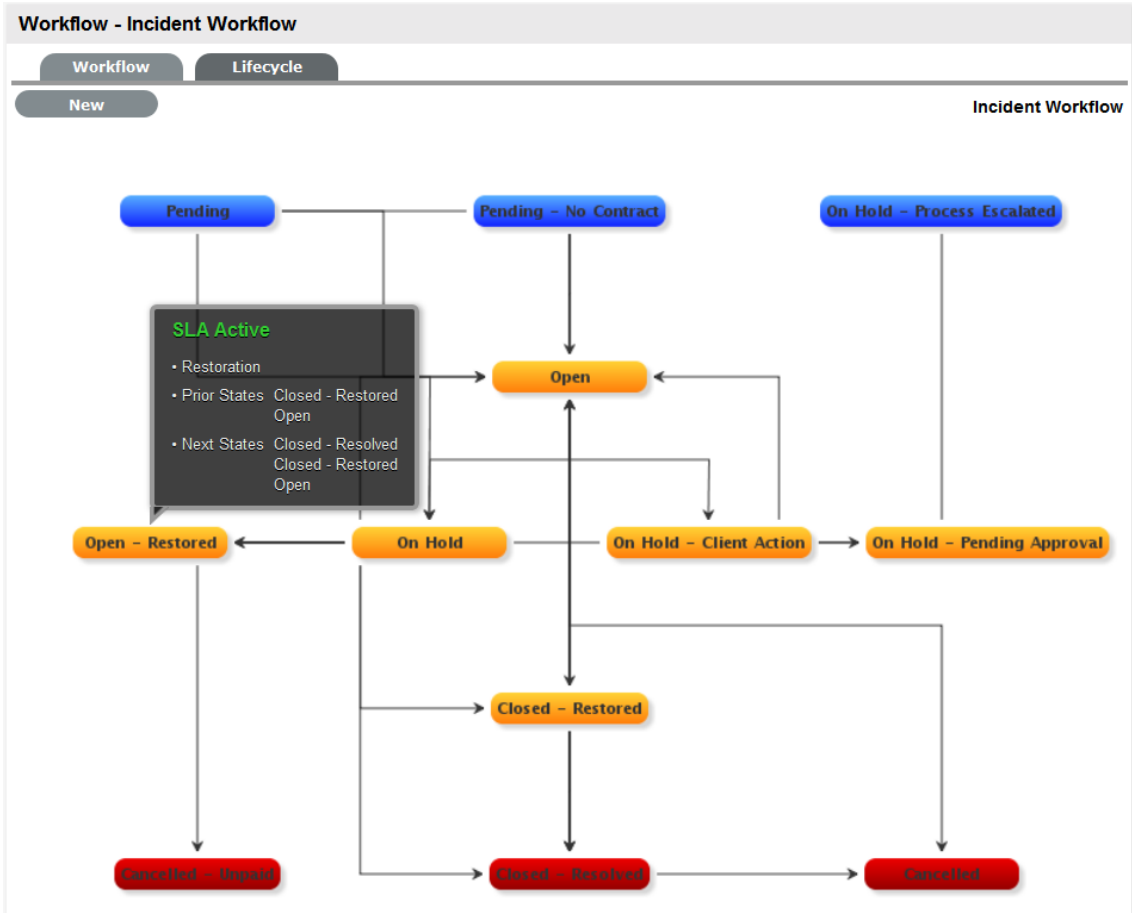 Workflow - Incident Workflow
Workflow
Lifecycle
New
Incident Workflow
Pending
Pending - No Contract
On Hold - Process Escalated
SLA Active
▪ Restoration
▪ Prior States Closed - Restored
Open
▪ Next States Closed - Resolved
Closed - Restored
Open
Open
Open - Restored
On Hold
On Hold - Client Action
On Hold - Pending Approval
Closed - Restored
Cancelled - Unpaid
Closed - Resolved
Cancelled